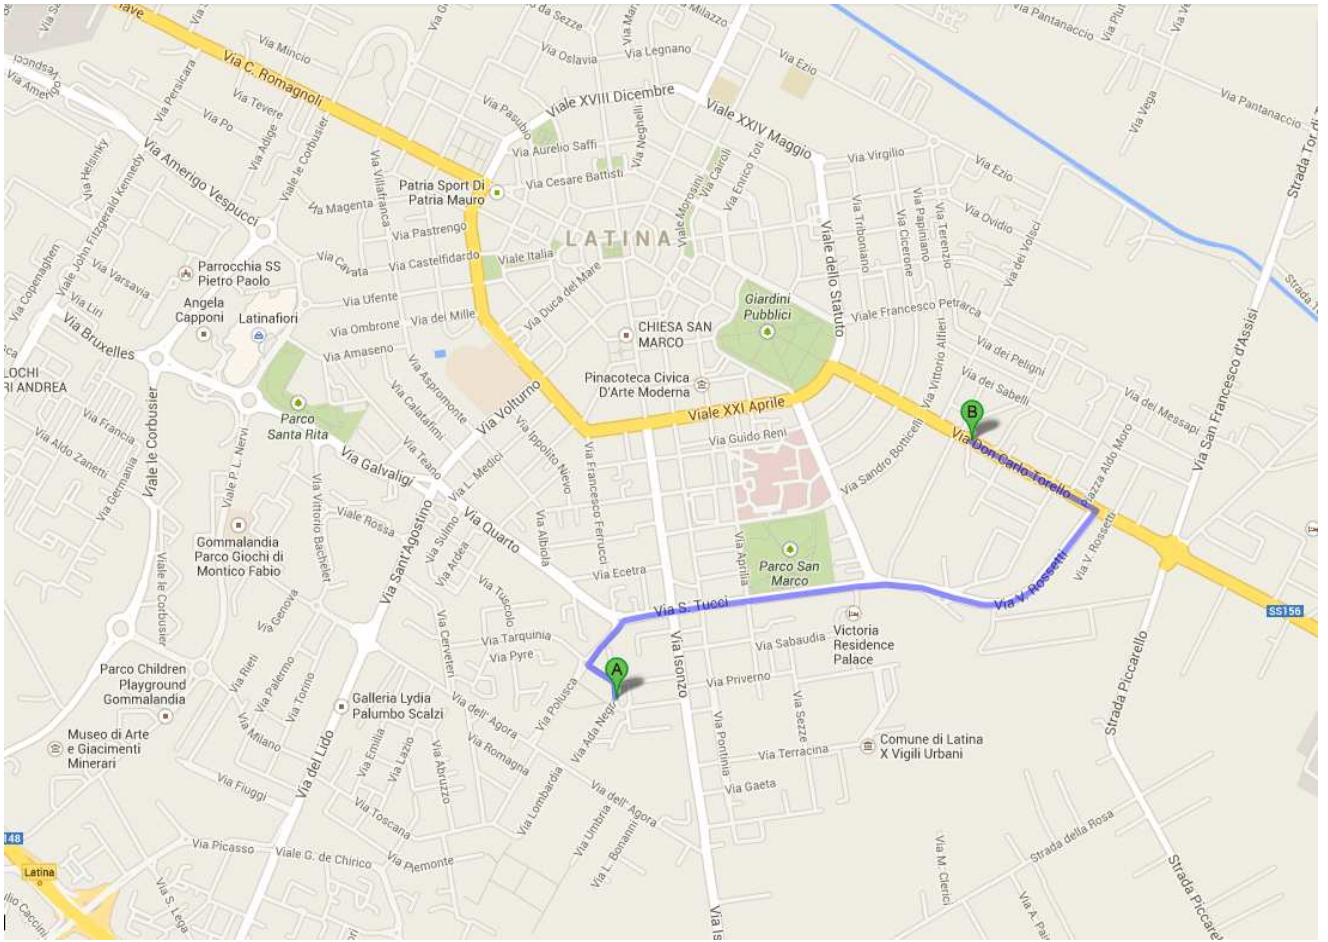 Via Mincio
Via C. Romagnoli
Via Persicara
Via Oslavia
Via Legnano
Milazzo
Via Ezio
Via Pantanaccio
Vespucci
Via Amerigo
Via Tevere
Via Po
Via Adige
Viale le Corbusier
Via Pasubio
Viale XVIII Dicembre
Via Neghelli
Viale XXIV Maggio
Via Vega
Via Pantanaccio
Via Helsinky
Viale John Fitzgerald Kennedy
Via Amerigo Vespucci
Via Villafranca
Via Aurelio Saffi
Via Cairoli
Via Enrico Toti
Via Virgilio
Via Ezio
Patria Sport Di
Patria Mauro
Via Cesare Battisti
Viale Morosini
Via Magenta
Via Pastrengo
LATINA
Via Triboniano
Via Cicerone
Via Papiniano
Via Terenzio
Via Ovidio
Via dei Volsci
Via Copenaghen
Via Varsavia
Via Liri
Parrocchia SS
Pietro Paolo
Via Cavata
Via Castelfidardo
Viale Italia
Via Duca del Mare
Viale dello Statuto
Via Bruxelles
Angela
Capponi
Latinafiori
Via Ufente
Via Ombrone
Via dei Mille
Giardini
Pubblici
Viale Francesco Petrarca
Via San Francesco d'Assisi
LOCHI
RI ANDREA
Via Amaseno
Via Aspromonte
CHIESA SAN
MARCO
Via Vittorio Alfieri
Via dei Peligni
Via dei Sabelli
Via dei Messapi
Pinacoteca Civica
D'Arte Moderna
Viale XXI Aprile
Parco
Santa Rita
Via Calatafimi
Via Volturno
Via Ippolito Nievo
Via Guido Reni
Via Sandro Botticelli
B
Via Don Carlo Torello
Piazza Aldo Moro
Via Francia
Via Aldo Zanetti
Via Germania
Viale le Corbusier
Viale P. L. Nervi
Via Galvaligi
Via Teano
Via L. Medici
Via Francesco Ferrucci
Via Vittorio Bachelet
Viale Rossa
Via Sant'Agostino
Via Sulmo
Via Ardea
Via Quarto
Via Albiola
Via Ecetra
Via Aprilia
Parco San
Marco
Via V. Rossetti
Via V. Rossetti
Gommalandia
Parco Giochi di
Montico Fabio
Viale le Corbusier
Via Genova
Via Tuscolo
Via S. Tucci
SS156
Via Tarquinia
Via Pyre
Via Cerveteri
Via Isonzo
Via Sabaudia
Victoria
Residence
Palace
Strada Piccarello
Parco Children
Playground
Gommalandia
Via Rieti
Via Palermo
Via Torino
Galleria Lydia
Palumbo Scalzi
A
Via Priverno
Via Polusca
Via Ada Negri
Via dell' Agora
Museo di Arte
e Giacimenti
Minerari
Via Milano
Via del Lido
Via Emilia
Via Lazio
Via Abruzzo
Via Romagna
Via Pontinia
Via Sezze
Via Terracina
Comune di Latina
X Vigili Urbani
Via Fiuggi
Via Toscana
Via Lombardia
Via dell' Agora
Via Gaeta
148
Latina
Via Picasso
Viale G. de Chirico
Via Piemonte
Via Umbria
Via L. Bonanni
Strada della Rosa
Strada Piccarello
Via M. Clerici
Via S. Lega